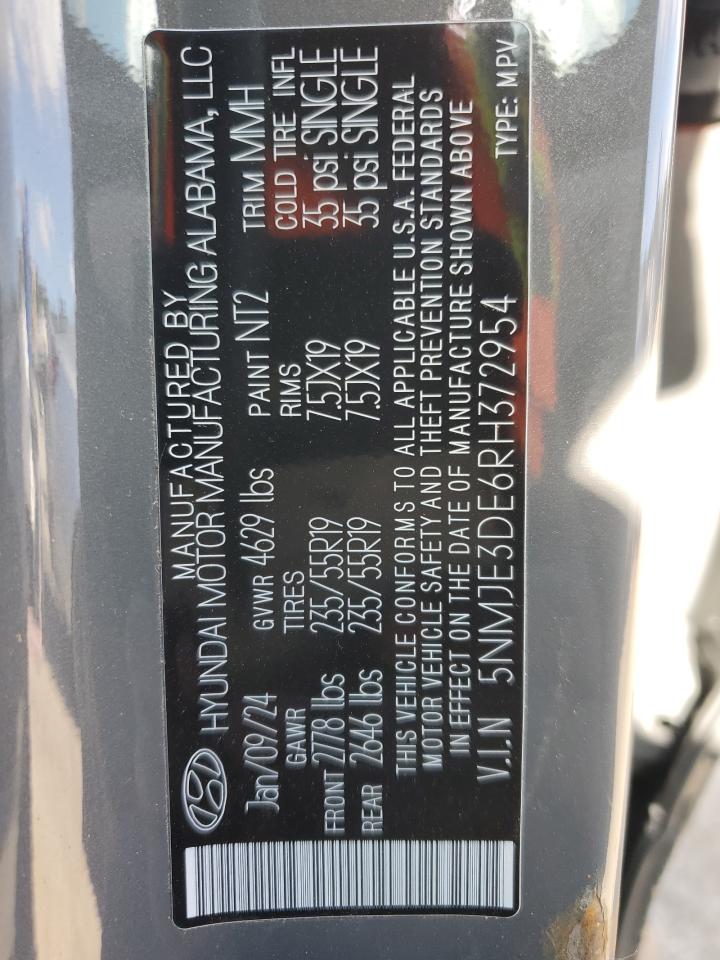 MANUFACTURED BY
HYUNDAI MOTOR MANUFACTURING ALABAMA, LLC
Jan/09/24 GVWR 4629 lbs PAINT NT2 TRIM MMH
GAWR TIRES RIMS COLD TIRE INFL
FRONT 2778 lbs 235/55R19 7.5JX19 35 psi SINGLE
REAR 2646 lbs 235/55R19 7.5JX19 35 psi SINGLE
THIS VEHICLE CONFORMS TO ALL APPLICABLE U.S.A. FEDERAL
MOTOR VEHICLE SAFETY AND THEFT PREVENTION STANDARDS
IN EFFECT ON THE DATE OF MANUFACTURE SHOWN ABOVE
V.I.N 5NMJE3DE6RH372954 TYPE: MPV